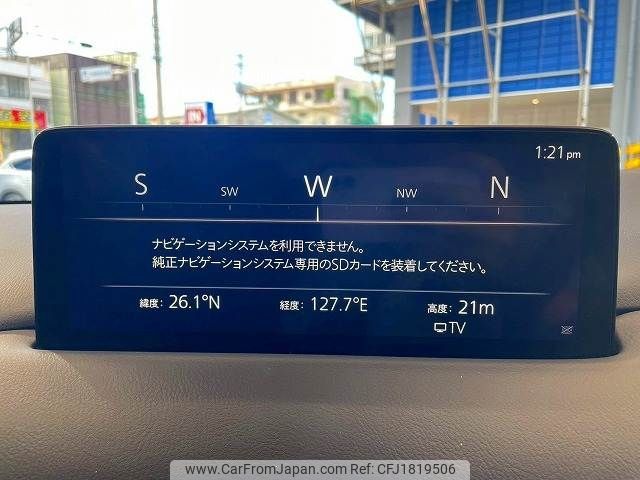 1:21 pm
S SW W NW N
ナビゲーションシステムを利用できません。
純正ナビゲーションシステム専用のSDカードを装着してください。
緯度: 26.1°N 経度: 127.7°E 高度: 21m
TV
www.CarFromJapan.com | Ref No: CFJ1819506